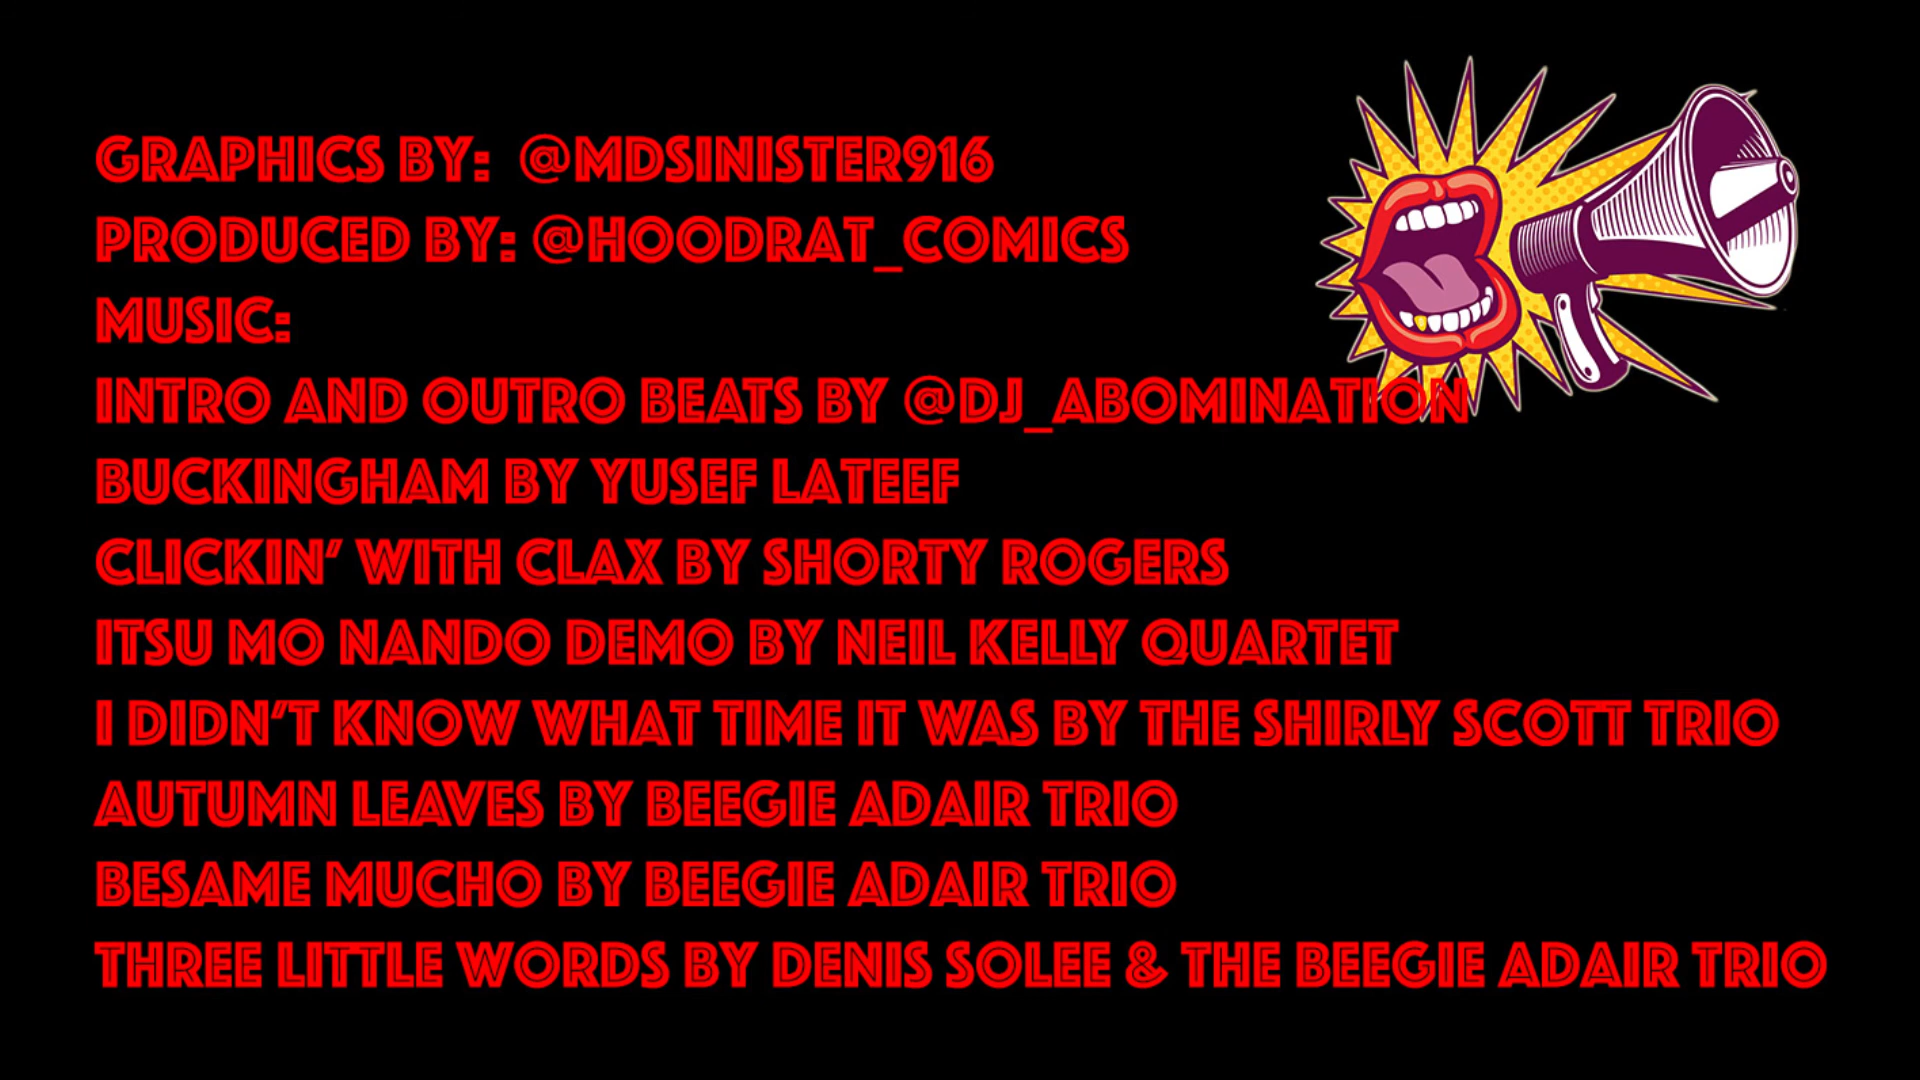 GRAPHICS BY: @MDSINISTER916
PRODUCED BY: @HOODRAT_COMICS
MUSIC:
INTRO AND OUTRO BEATS BY @DJ_ABOMINATION
BUCKINGHAM BY YUSEF LATEEF
CLICKIN’ WITH CLAX BY SHORTY ROGERS
ITSU MO NANDO DEMO BY NEIL KELLY QUARTET
I DIDN’T KNOW WHAT TIME IT WAS BY THE SHIRLY SCOTT TRIO
AUTUMN LEAVES BY BEEGIE ADAIR TRIO
BESAME MUCHO BY BEEGIE ADAIR TRIO
THREE LITTLE WORDS BY DENIS SOLEE & THE BEEGIE ADAIR TRIO